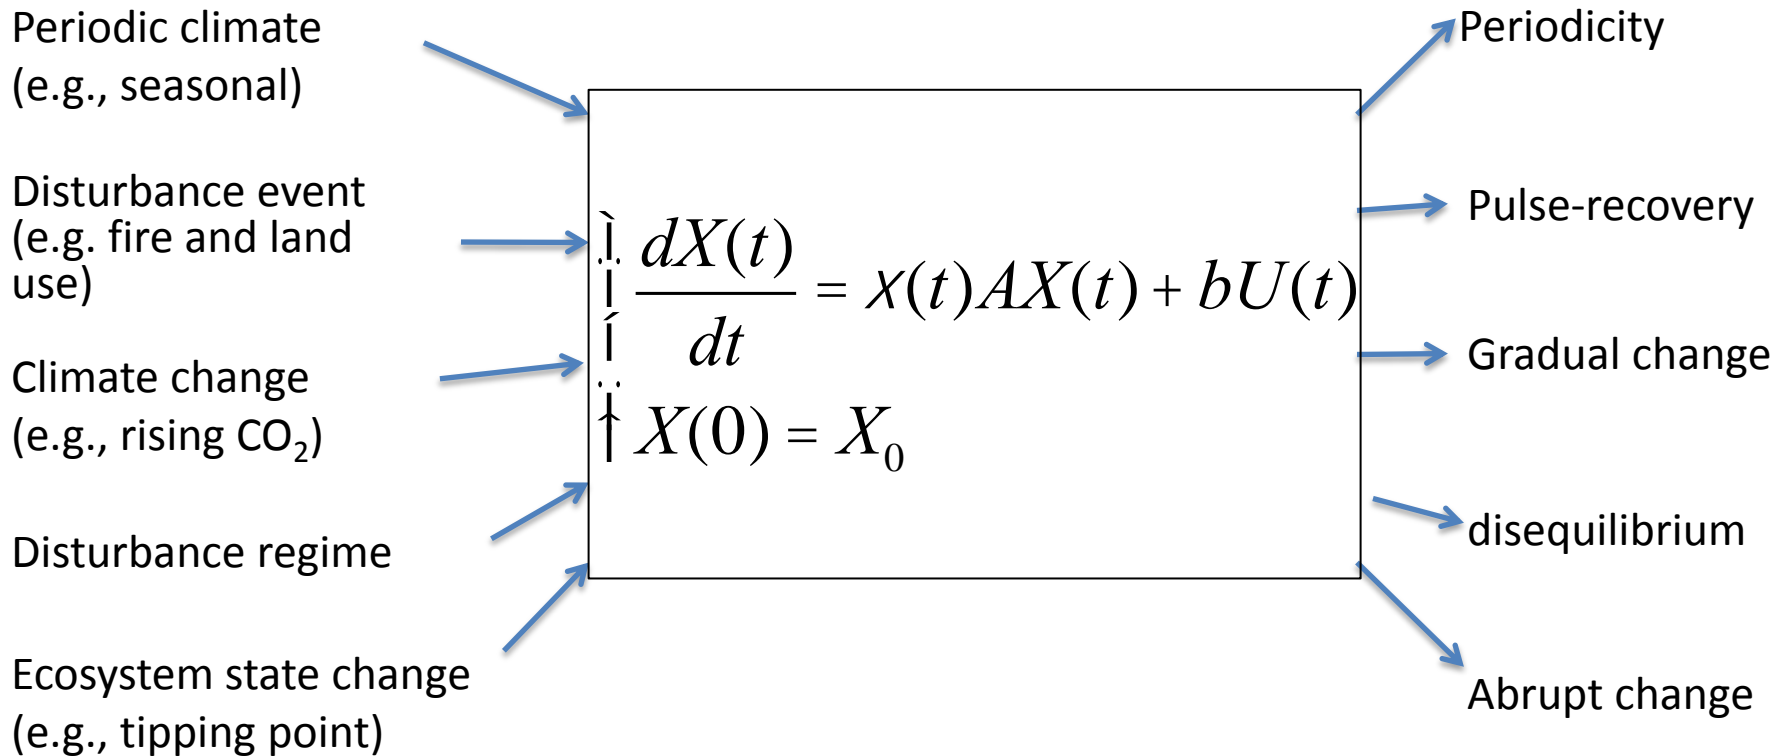 Periodic climate
(e.g., seasonal)
Disturbance event
(e.g. fire and land
use)
Climate change
(e.g., rising CO₂)
Disturbance regime
Ecosystem state change
(e.g., tipping point)
dX(t)/dt = x(t)AX(t) + bU(t)
X(0) = X₀
Periodicity
Pulse-recovery
Gradual change
disequilibrium
Abrupt change